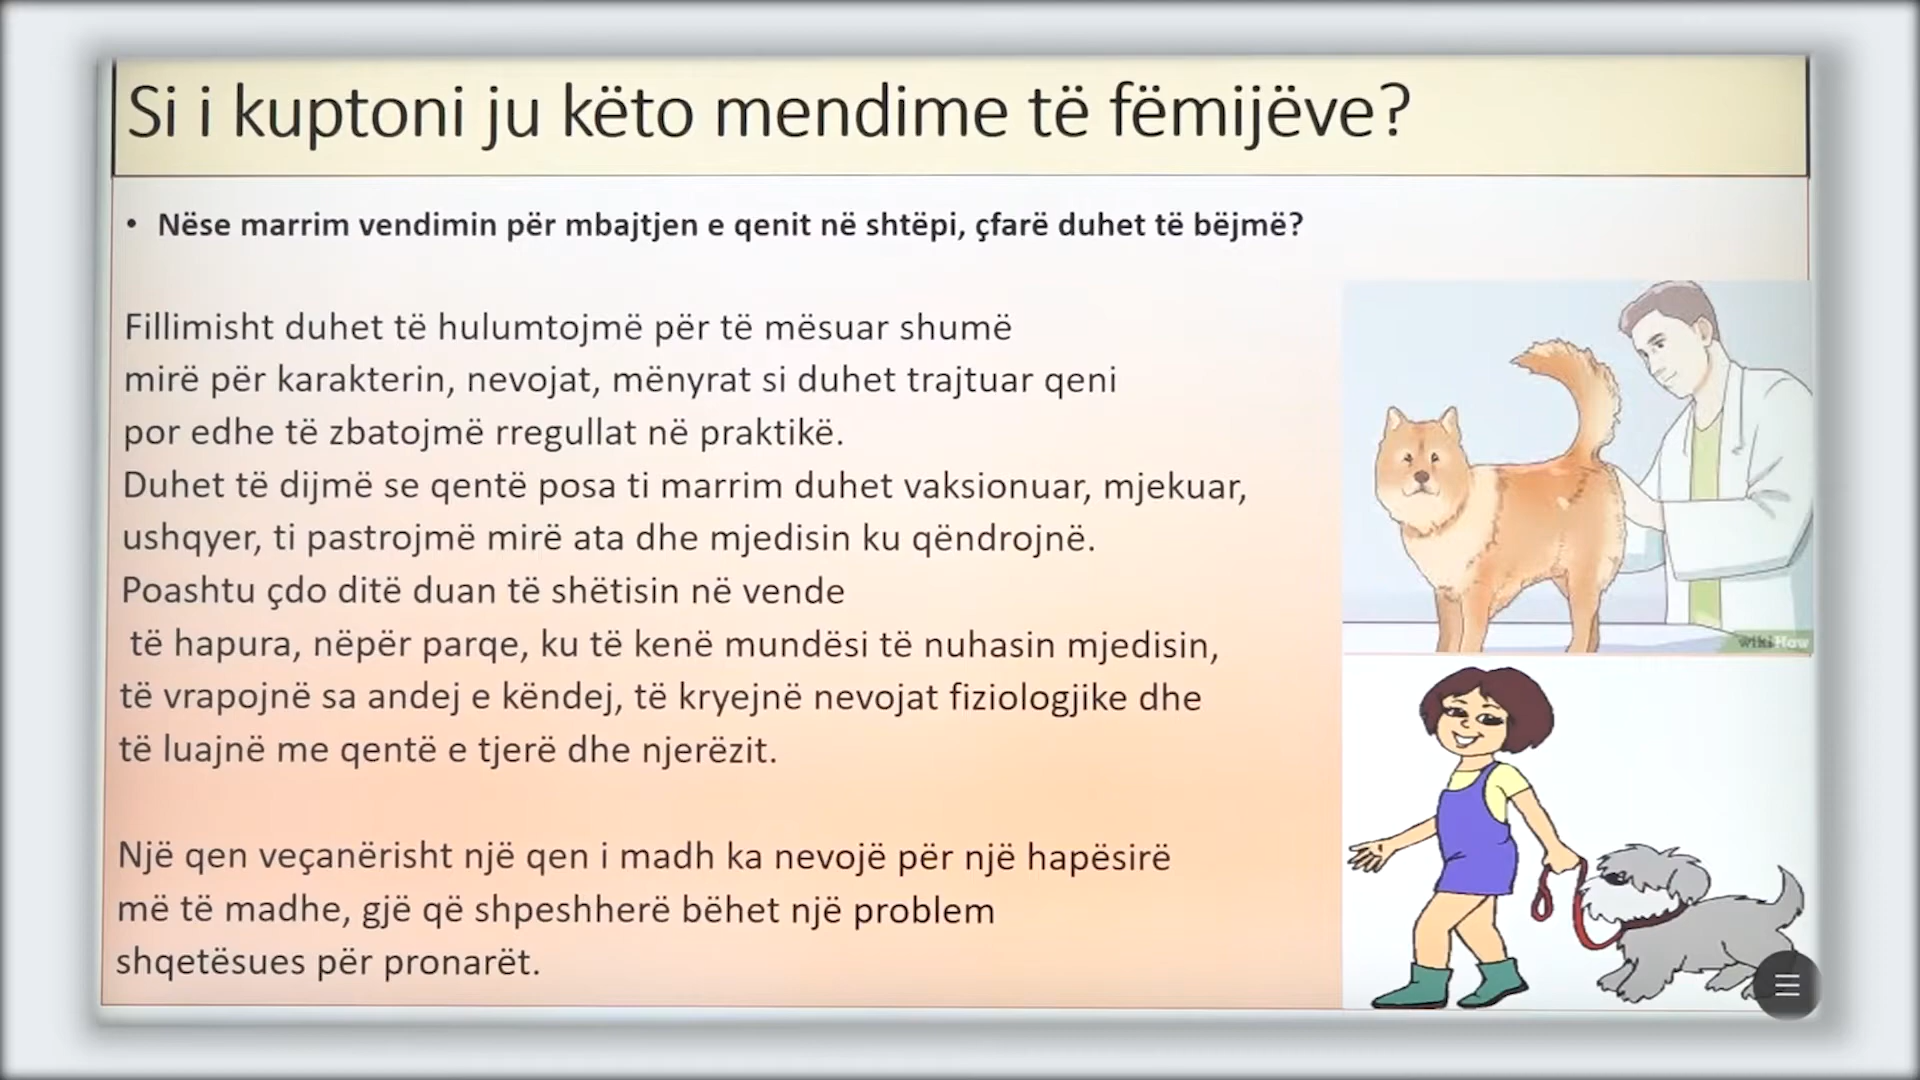 Si i kuptoni ju këto mendime të fëmijëve?
• Nëse marrim vendimin për mbajtjen e qenit në shtëpi, çfarë duhet të bëjmë?
Fillimisht duhet të hulumtojmë për të mësuar shumë
mirë për karakterin, nevojat, mënyrat si duhet trajtuar qeni
por edhe të zbatojmë rregullat në praktikë.
Duhet të dijmë se qentë posa ti marrim duhet vaksionuar, mjekuar,
ushqyer, ti pastrojmë mirë ata dhe mjedisin ku qëndrojnë.
Poashtu çdo ditë duan të shëtisin në vende
të hapura, nëpër parqe, ku të kenë mundësi të nuhasin mjedisin,
të vrapojnë sa andej e këndej, të kryejnë nevojat fiziologjike dhe
të luajnë me qentë e tjerë dhe njerëzit.
Një qen veçanërisht një qen i madh ka nevojë për një hapësirë
më të madhe, gjë që shpeshherë bëhet një problem
shqetësues për pronarët.
wikiHow